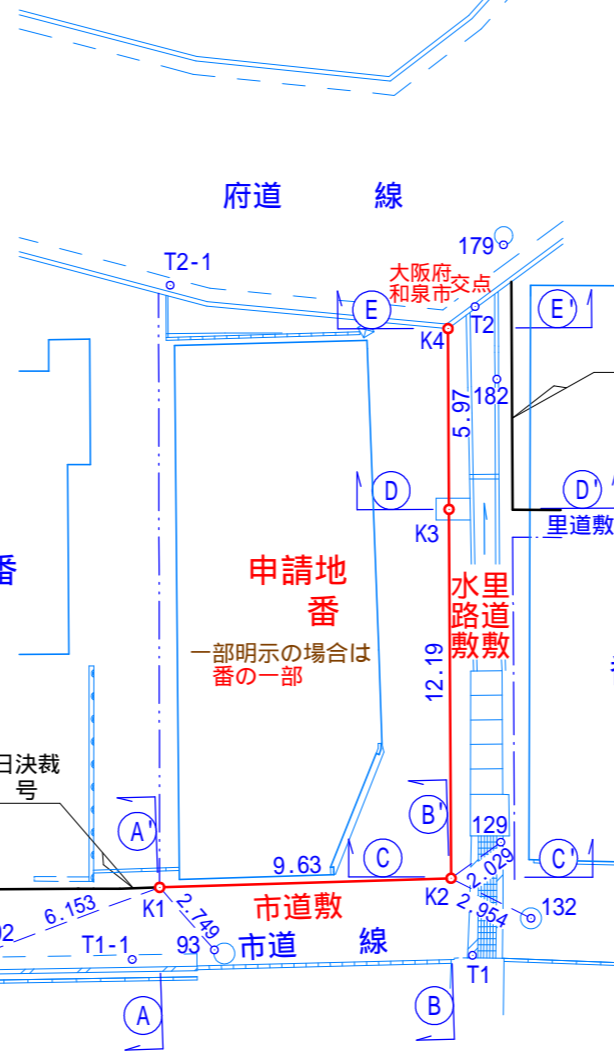 府道 線
179
T2-1
大阪府
和泉市
交点
E
E'
T2
K4
182
5.97
D
D'
K3
里道敷
番
申請地
番
水路敷
里道敷
一部明示の場合は
番の一部
12.19
日決裁
号
A'
B'
129
9.63
C
C'
2.029
K2
K1
6.153
2.749
市道敷
2.954
132
93
市道 線
T1-1
T1
A
B